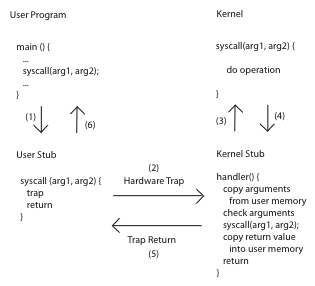 User Program
main () {
...
syscall(arg1, arg2);
...
}
Kernel
syscall(arg1, arg2) {
do operation
}
(1)
(6)
(3)
(4)
User Stub
syscall (arg1, arg2) {
trap
return
}
(2)
Hardware Trap
Trap Return
(5)
Kernel Stub
handler() {
copy arguments
from user memory
check arguments
syscall(arg1, arg2);
copy return value
into user memory
return
}